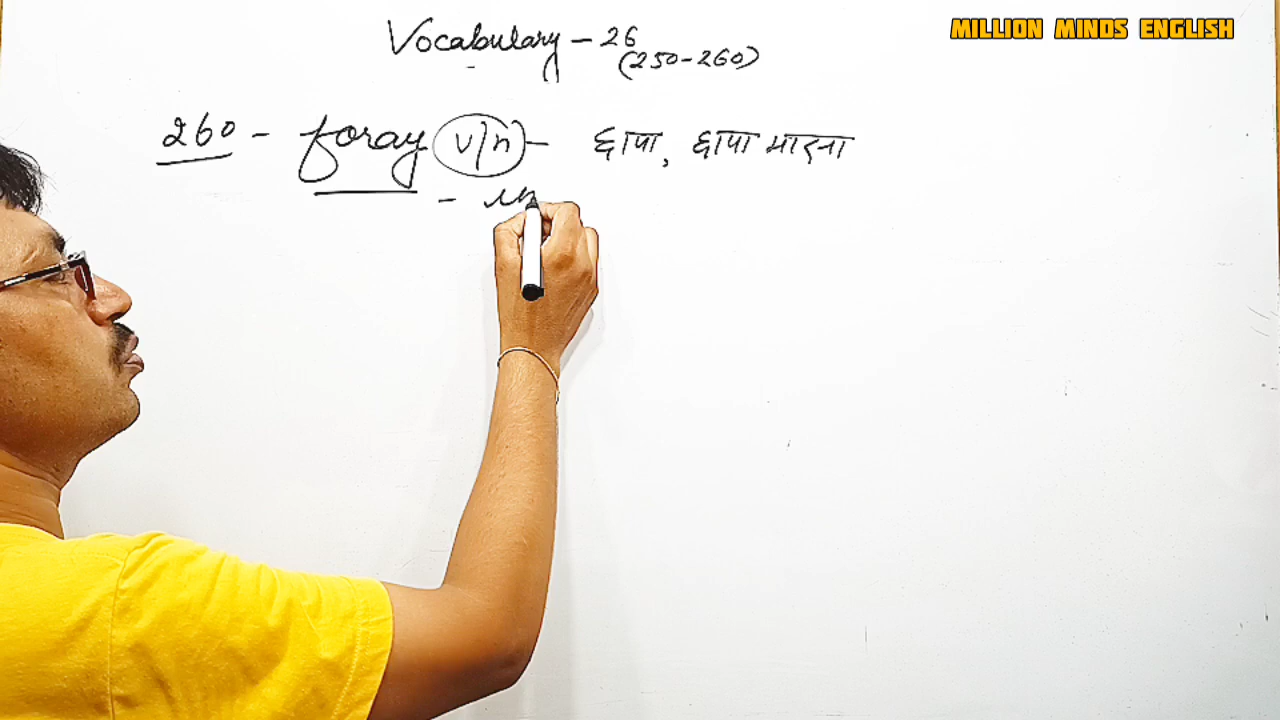 MILLION MINDS ENGLISH
Vocabulary - 26
(250-260)
260 - foray (v/n) - छापा, छापा मारना
-